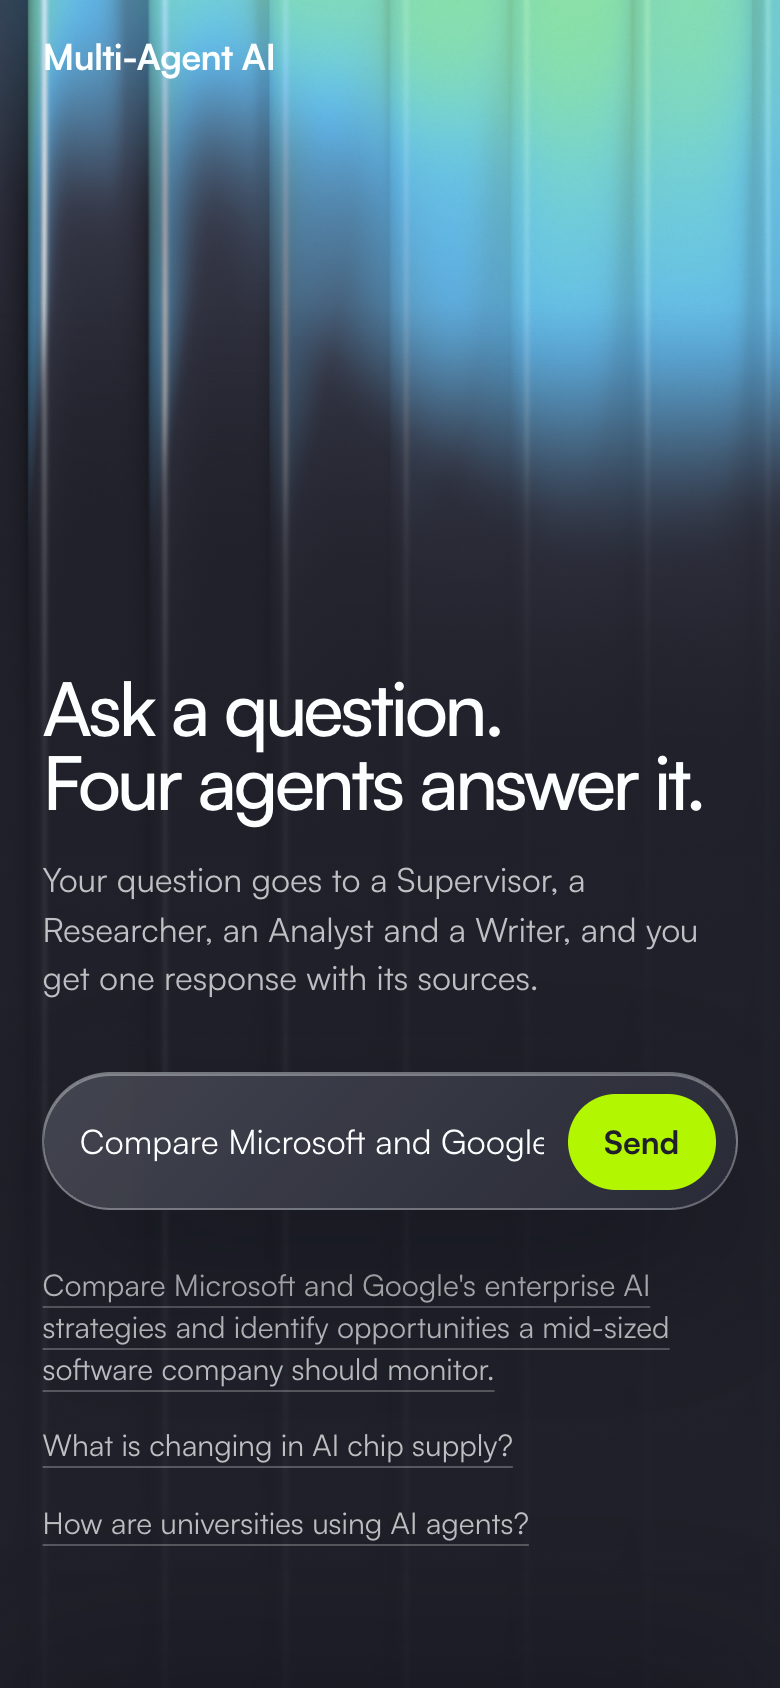 Multi-Agent AI
Ask a question.
Four agents answer it.
Your question goes to a Supervisor, a
Researcher, an Analyst and a Writer, and you
get one response with its sources.
Compare Microsoft and Google
Send
Compare Microsoft and Google's enterprise AI
strategies and identify opportunities a mid-sized
software company should monitor.
What is changing in AI chip supply?
How are universities using AI agents?